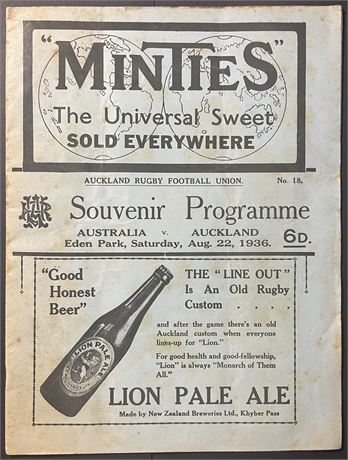 "MINTIES"
The Universal Sweet
SOLD EVERYWHERE
AUCKLAND RUGBY FOOTBALL UNION. No. 18.
Souvenir Programme
AUSTRALIA v. AUCKLAND
Eden Park, Saturday, Aug. 22, 1936. 6D.
"Good
Honest
Beer"
THE "LINE OUT"
Is An Old Rugby
Custom . . . .
and after the game there's an old
Auckland custom when everyone
lines-up for "Lion."
For good health and good-fellowship,
"Lion" is always "Monarch of Them
All."
LION PALE ALE
LION PALE ALE
Made by New Zealand Breweries Ltd., Khyber Pass